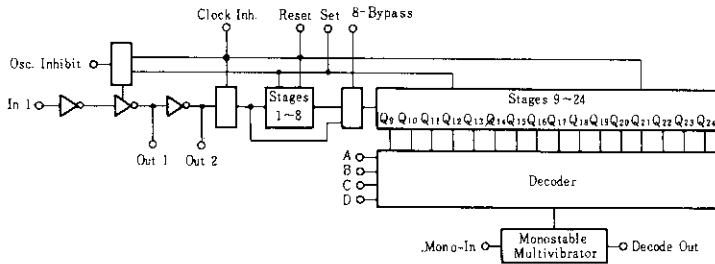 Clock Inh.
Reset Set
8-Bypass
Osc. Inhibit
In 1
Stages
1~8
Stages 9~24
Q9 Q10 Q11 Q12 Q13 Q14 Q15 Q16 Q17 Q18 Q19 Q20 Q21 Q22 Q23 Q24
Out 1
Out 2
A
B
C
D
Decoder
Mono-In
Monostable
Multivibrator
Decode Out